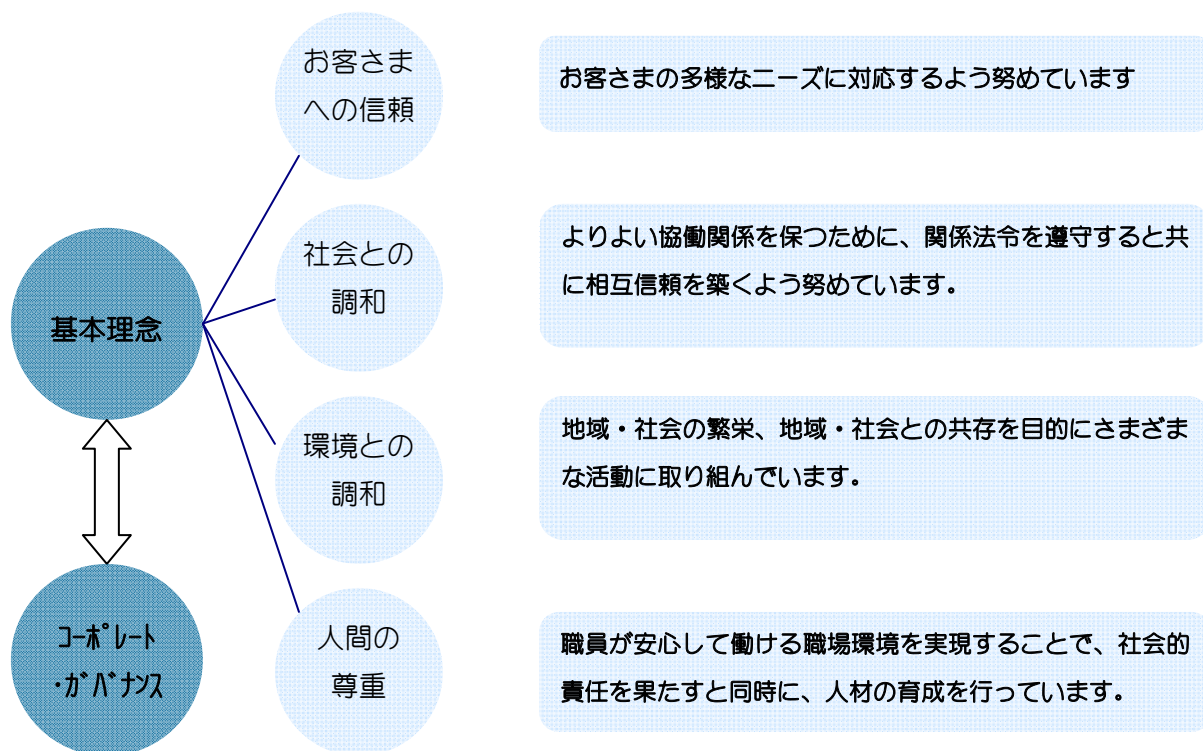 お客さま
への信頼
お客さまの多様なニーズに対応するよう努めています
社会との
調和
よりよい協働関係を保つために、関係法令を遵守すると共
に相互信頼を築くよう努めています。
基本理念
環境との
調和
地域・社会の繁栄、地域・社会との共存を目的にさまざま
な活動に取り組んでいます。
ｺｰﾎﾟﾚｰﾄ
・ｶﾞﾊﾞﾅﾝｽ
人間の
尊重
職員が安心して働ける職場環境を実現することで、社会的
責任を果たすと同時に、人材の育成を行っています。